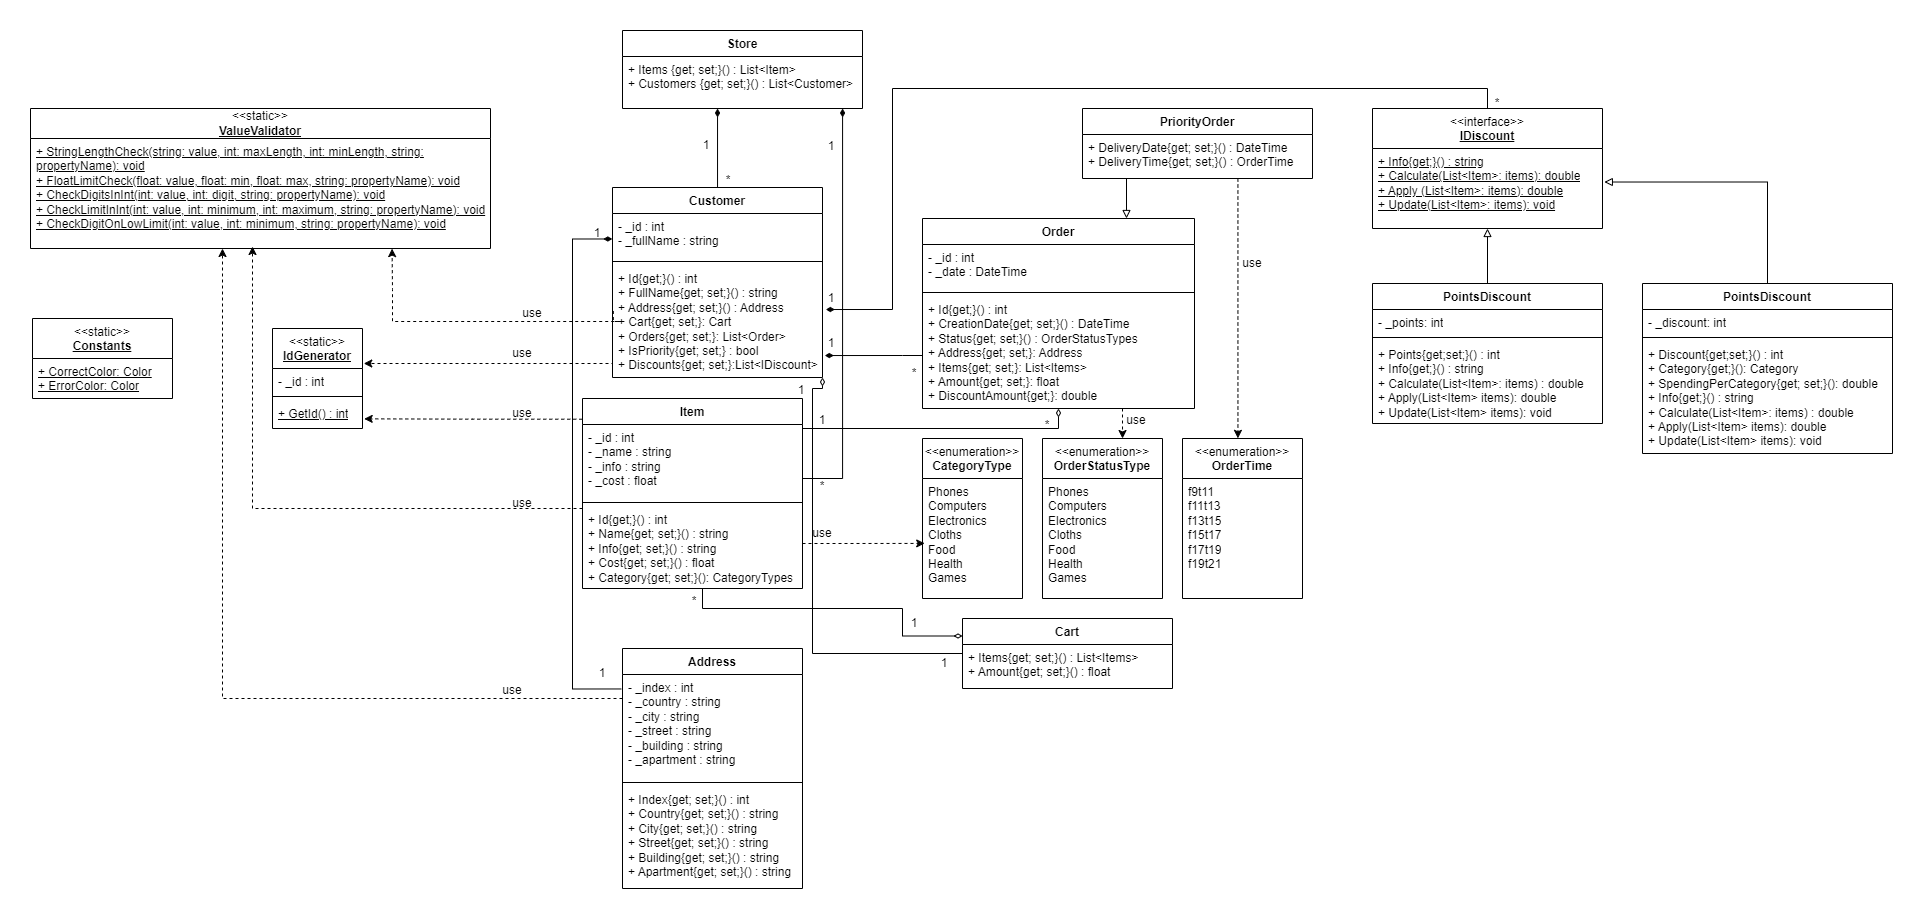 Store
+ Items {get; set;}() : List<Item>
+ Customers {get; set;}() : List<Customer>
1
*
1
<<static>>
ValueValidator
+ StringLengthCheck(string: value, int: maxLength, int: minLength, string:
propertyName): void
+ FloatLimitCheck(float: value, float: min, float: max, string: propertyName): void
+ CheckDigitsInInt(int: value, int: digit, string: propertyName): void
+ CheckLimitInInt(int: value, int: minimum, int: maximum, string: propertyName): void
+ CheckDigitOnLowLimit(int: value, int: minimum, string: propertyName): void
PriorityOrder
+ DeliveryDate{get; set;}() : DateTime
+ DeliveryTime{get; set;}() : OrderTime
use
*
<<interface>>
IDiscount
+ Info{get;}() : string
+ Calculate(List<Item>: items): double
+ Apply (List<Item>: items): double
+ Update(List<Item>: items): void
Customer
- _id : int
- _fullName : string
+ Id{get;}() : int
+ FullName{get; set;}() : string
+ Address{get; set;}() : Address
+ Cart{get; set;}: Cart
+ Orders{get; set;}: List<Order>
+ IsPriority{get; set;} : bool
+ Discounts{get; set;}:List<IDiscount>
1
1
1
*
1
use
use
use
Order
- _id : int
- _date : DateTime
+ Id{get;}() : int
+ CreationDate{get; set;}() : DateTime
+ Status{get; set;}() : OrderStatusTypes
+ Address{get; set;}: Address
+ Items{get; set;}: List<Items>
+ Amount{get; set;}: float
+ DiscountAmount{get;}: double
1
*
use
PointsDiscount
- _points: int
+ Points{get;set;}() : int
+ Info{get;}() : string
+ Calculate(List<Item>: items) : double
+ Apply(List<Item> items): double
+ Update(List<Item> items): void
PointsDiscount
- _discount: int
+ Discount{get;set;}() : int
+ Category{get;}(): Category
+ SpendingPerCategory{get; set;}(): double
+ Info{get;}() : string
+ Calculate(List<Item>: items) : double
+ Apply(List<Item> items): double
+ Update(List<Item> items): void
<<static>>
Constants
+ CorrectColor: Color
+ ErrorColor: Color
<<static>>
IdGenerator
- _id : int
+ GetId() : int
Item
- _id : int
- _name : string
- _info : string
- _cost : float
+ Id{get;}() : int
+ Name{get; set;}() : string
+ Info{get; set;}() : string
+ Cost{get; set;}() : float
+ Category{get; set;}(): CategoryTypes
*
use
use
<<enumeration>>
CategoryType
Phones
Computers
Electronics
Cloths
Food
Health
Games
<<enumeration>>
OrderStatusType
Phones
Computers
Electronics
Cloths
Food
Health
Games
<<enumeration>>
OrderTime
f9t11
f11t13
f13t15
f15t17
f17t19
f19t21
*
1
1
Cart
+ Items{get; set;}() : List<Items>
+ Amount{get; set;}() : float
1
use
Address
- _index : int
- _country : string
- _city : string
- _street : string
- _building : string
- _apartment : string
+ Index{get; set;}() : int
+ Country{get; set;}() : string
+ City{get; set;}() : string
+ Street{get; set;}() : string
+ Building{get; set;}() : string
+ Apartment{get; set;}() : string